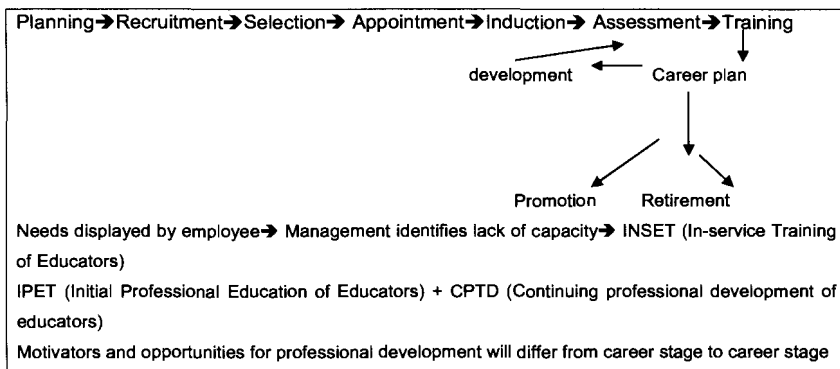 Planning➔Recruitment➔Selection➔ Appointment➔Induction➔ Assessment➔Training
development Career plan
Promotion Retirement
Needs displayed by employee➔ Management identifies lack of capacity➔ INSET (In-service Training
of Educators)
IPET (Initial Professional Education of Educators) + CPTD (Continuing professional development of
educators)
Motivators and opportunities for professional development will differ from career stage to career stage